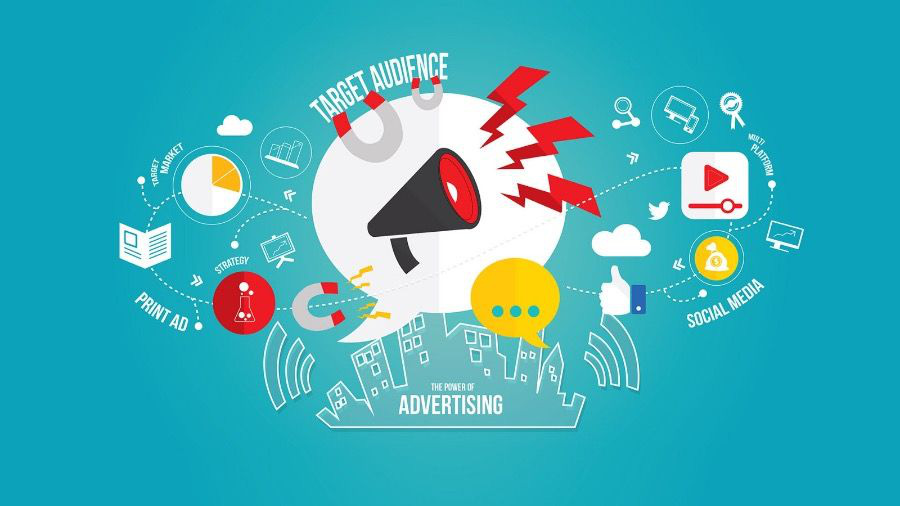 TARGET AUDIENCE
TARGET
MARKET
STRATEGY
PRINT AD
MULTI
PLATFORM
SOCIAL MEDIA
THE POWER OF
ADVERTISING